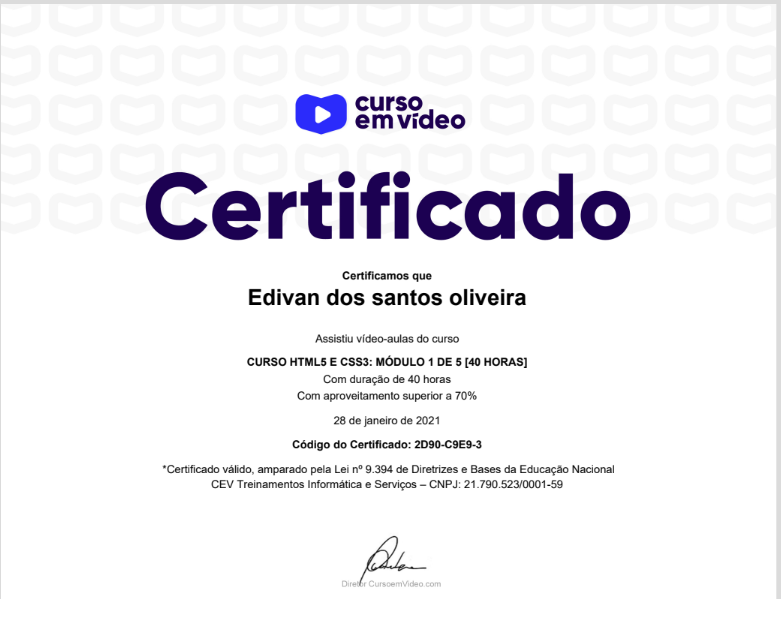 curso
em vídeo
Certificado
Certificamos que
Edivan dos santos oliveira
Assistiu vídeo-aulas do curso
CURSO HTML5 E CSS3: MÓDULO 1 DE 5 [40 HORAS]
Com duração de 40 horas
Com aproveitamento superior a 70%
28 de janeiro de 2021
Código do Certificado: 2D90-C9E9-3
*Certificado válido, amparado pela Lei nº 9.394 de Diretrizes e Bases da Educação Nacional
CEV Treinamentos Informática e Serviços – CNPJ: 21.790.523/0001-59
Diretor CursoemVideo.com